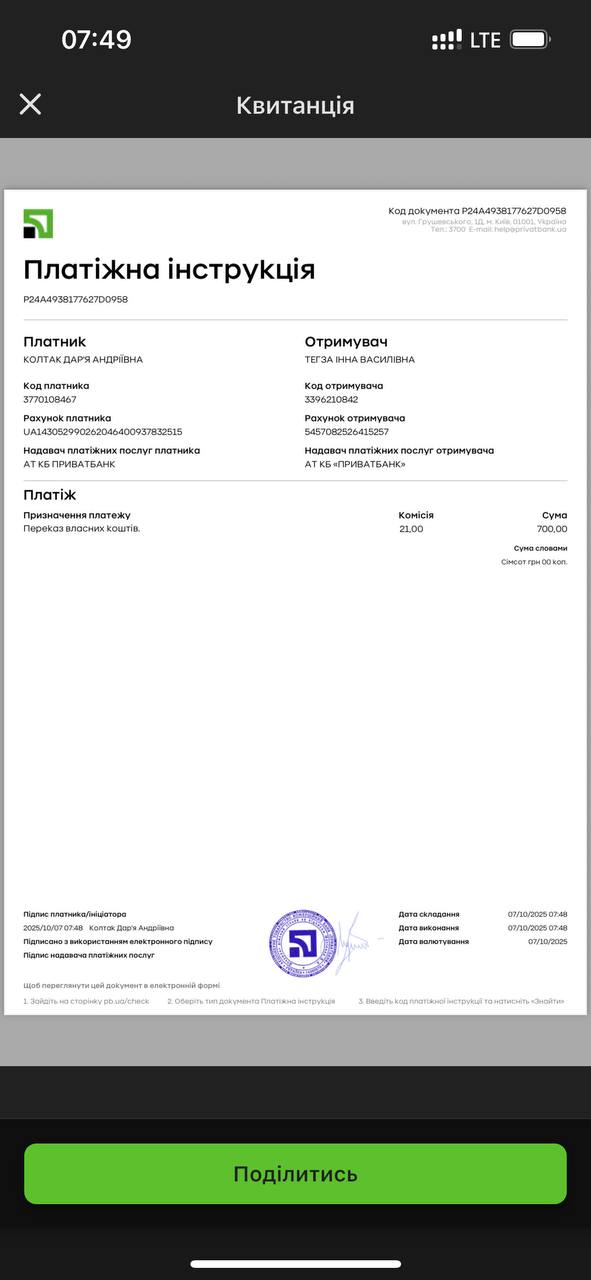 07:49
LTE
Квитанція
Код документа P24A4938177627D0958
вул. Грушевського, 1Д, м. Київ, 01001, Україна
Тел.: 3700 E-mail: help@privatbank.ua
Платіжна інструкція
P24A4938177627D0958
Платник
КОЛТАК ДАР'Я АНДРІЇВНА
Код платника
3770108467
Рахунок платника
UA143052990262046400937832515
Надавач платіжних послуг платника
АТ КБ ПРИВАТБАНК
Отримувач
ТЕГЗА ІННА ВАСИЛІВНА
Код отримувача
3396210842
Рахунок отримувача
5457082526415257
Надавач платіжних послуг отримувача
АТ КБ «ПРИВАТБАНК»
Платіж
Призначення платежу Комісія Сума
Переказ власних коштів. 21,00 700,00
Сума словами
Сімсот грн 00 коп.
Підпис платника/ініціатора
2025/10/07 07:48 Колтак Дар'я Андріївна
Підписано з використанням електронного підпису
Підпис надавача платіжних послуг
Дата складання 07/10/2025 07:48
Дата виконання 07/10/2025 07:48
Дата валютування 07/10/2025
Щоб переглянути цей документ в електронній формі
1. Зайдіть на сторінку pb.ua/check 2. Оберіть тип документа Платіжна інструкція 3. Введіть код платіжної інструкції та натисніть «Знайти»
Поділитись